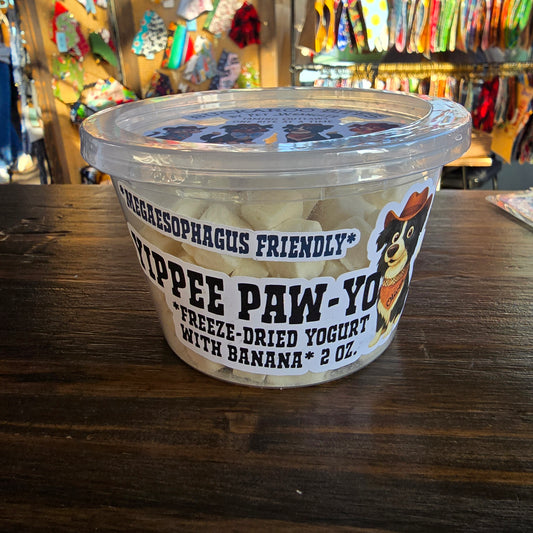 *MEGAESOPHAGUS FRIENDLY*
YIPPEE PAW-YO
*FREEZE-DRIED YOGURT
WITH BANANA* 2 OZ.